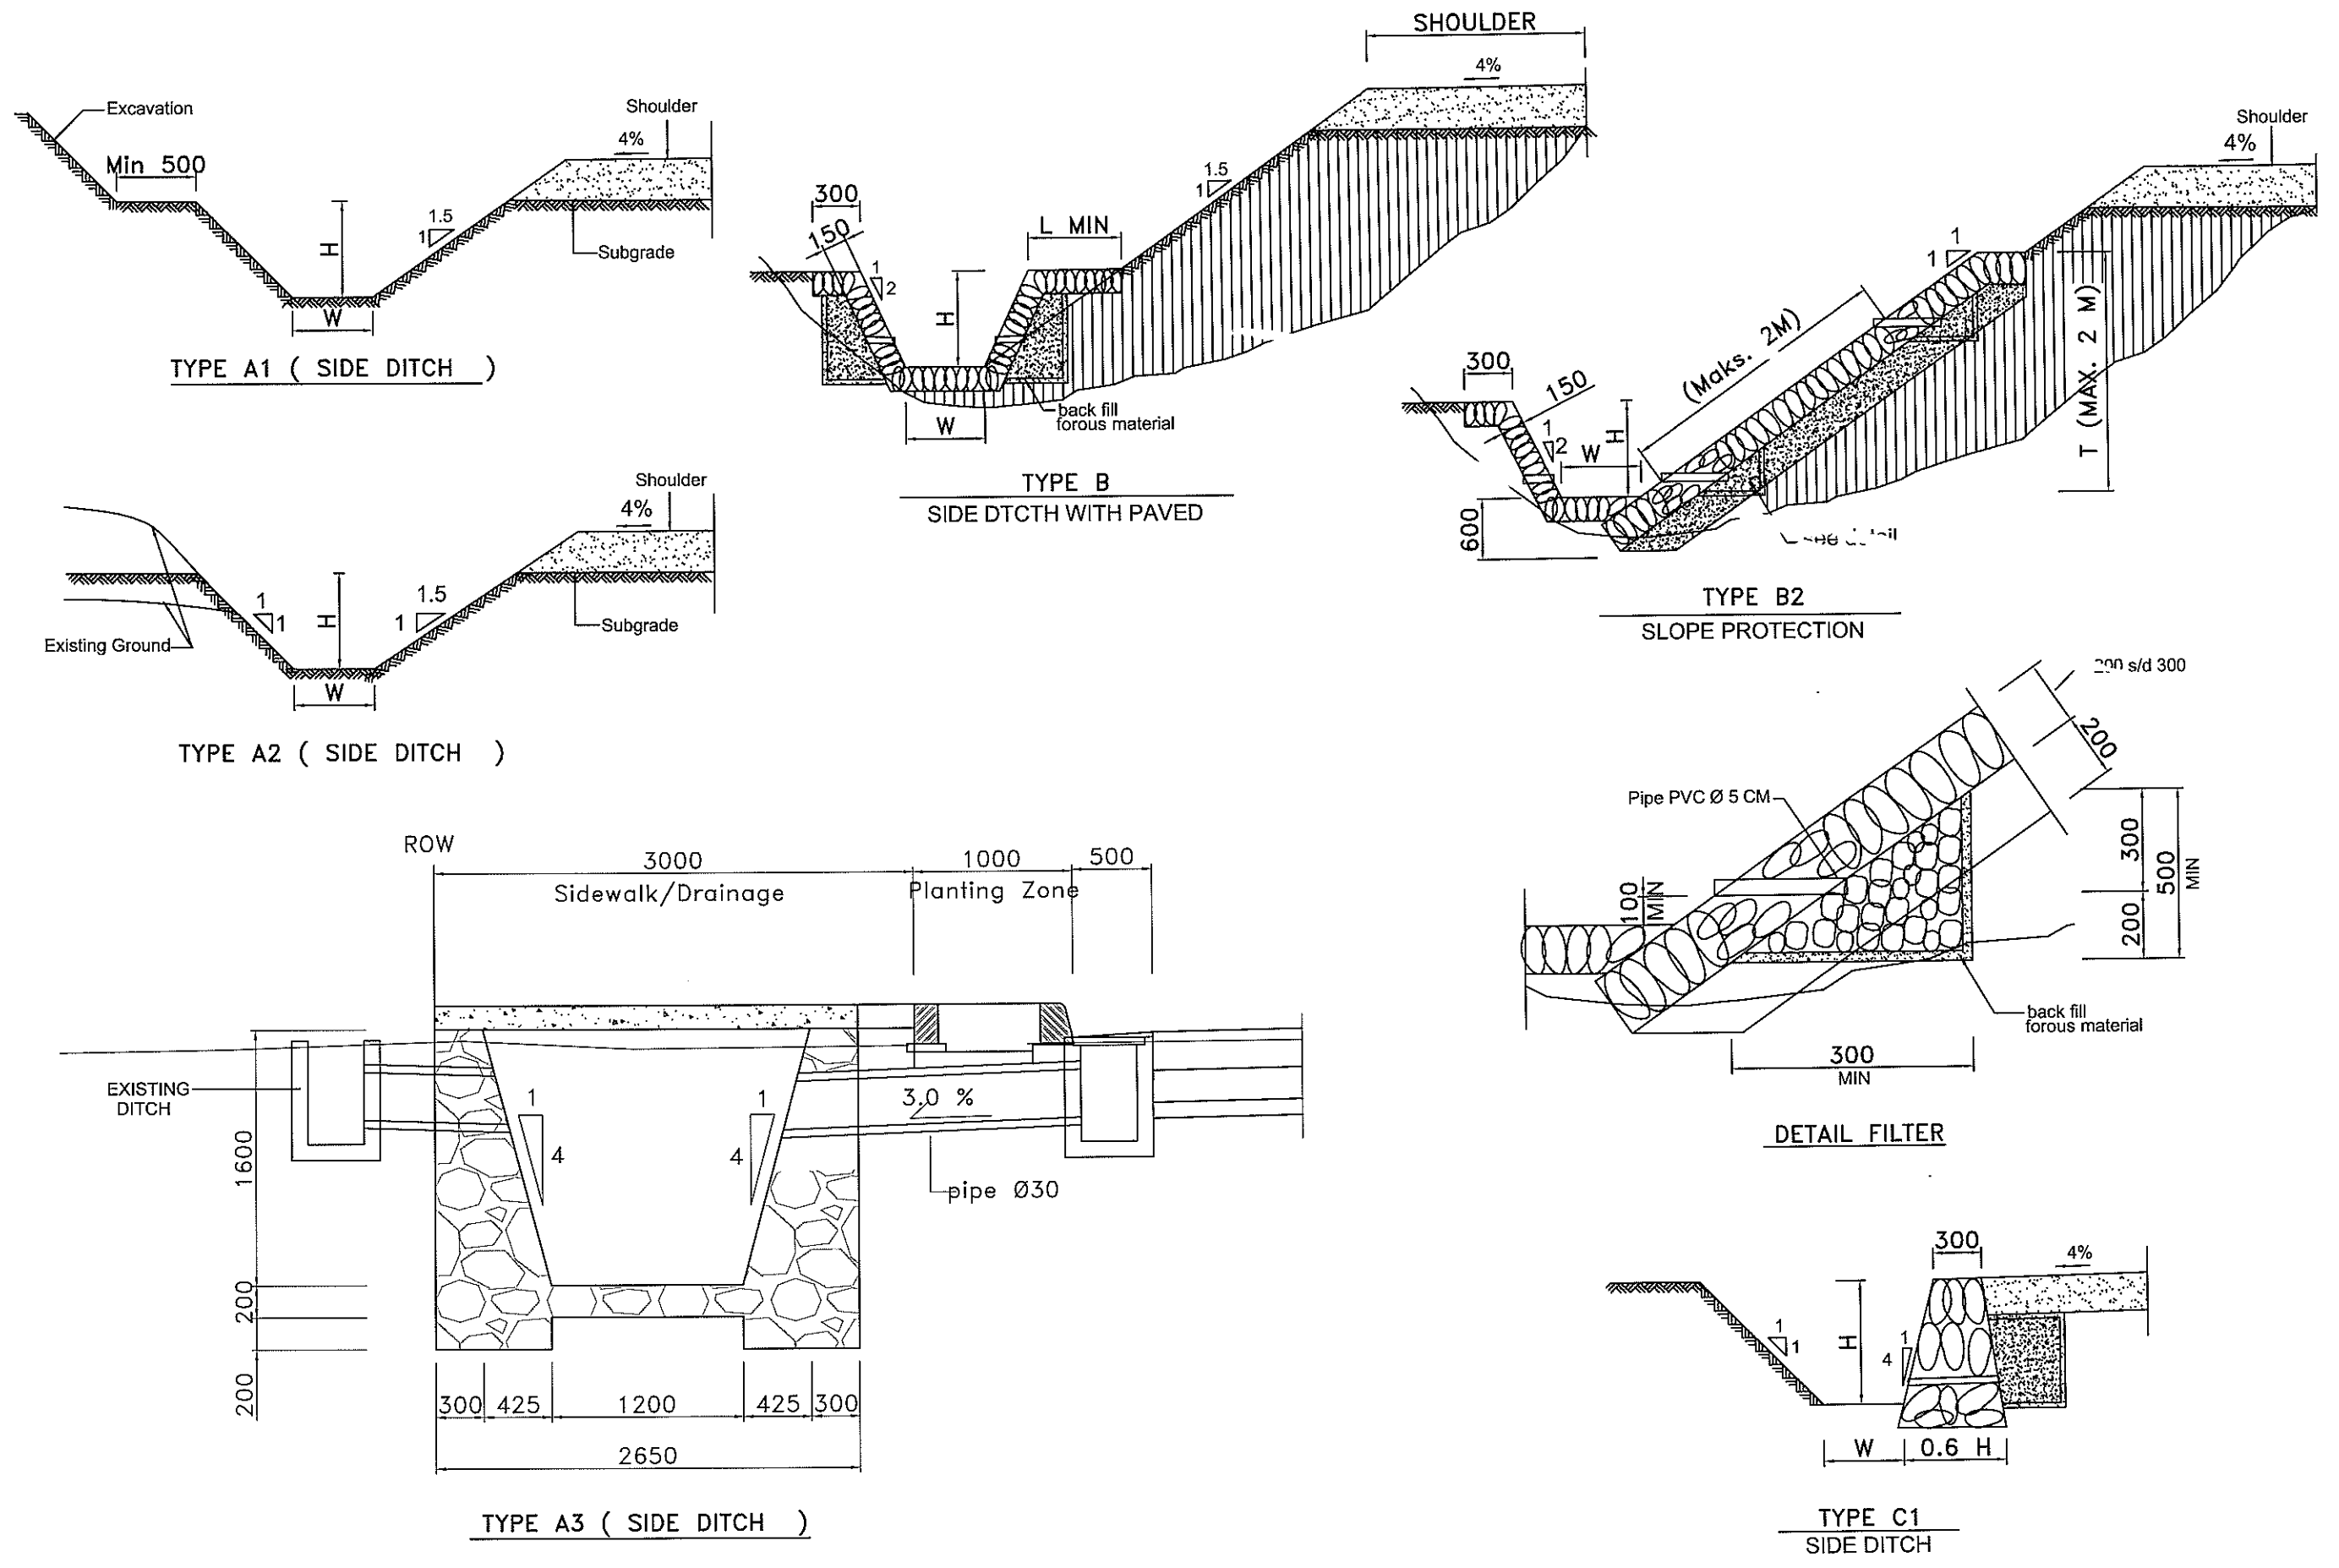 Excavation
Min 500
Shoulder
4%
1.5
1
H
Subgrade
W
TYPE A1 ( SIDE DITCH )
SHOULDER
4%
1.5
1
300
150
L MIN
1
2
H
W
back fill
forous material
TYPE B
SIDE DTCTH WITH PAVED
Shoulder
4%
1
1
(Maks. 2M)
T (MAX. 2 M)
300
150
1
2
H
W
600
TYPE B2
SLOPE PROTECTION
Shoulder
4%
1
1
1.5
1
H
Existing Ground
Subgrade
W
TYPE A2 ( SIDE DITCH )
s/d 300
200
Pipe PVC Ø 5 CM
100
MIN
300
500
MIN
200
back fill
forous material
300
MIN
DETAIL FILTER
ROW
3000
1000
500
Sidewalk/Drainage
Planting Zone
EXISTING
DITCH
1
4
1
4
3.0 %
pipe Ø30
1600
200
200
300
425
1200
425
300
2650
TYPE A3 ( SIDE DITCH )
300
4%
1
1
H
1
4
W
0.6 H
TYPE C1
SIDE DITCH